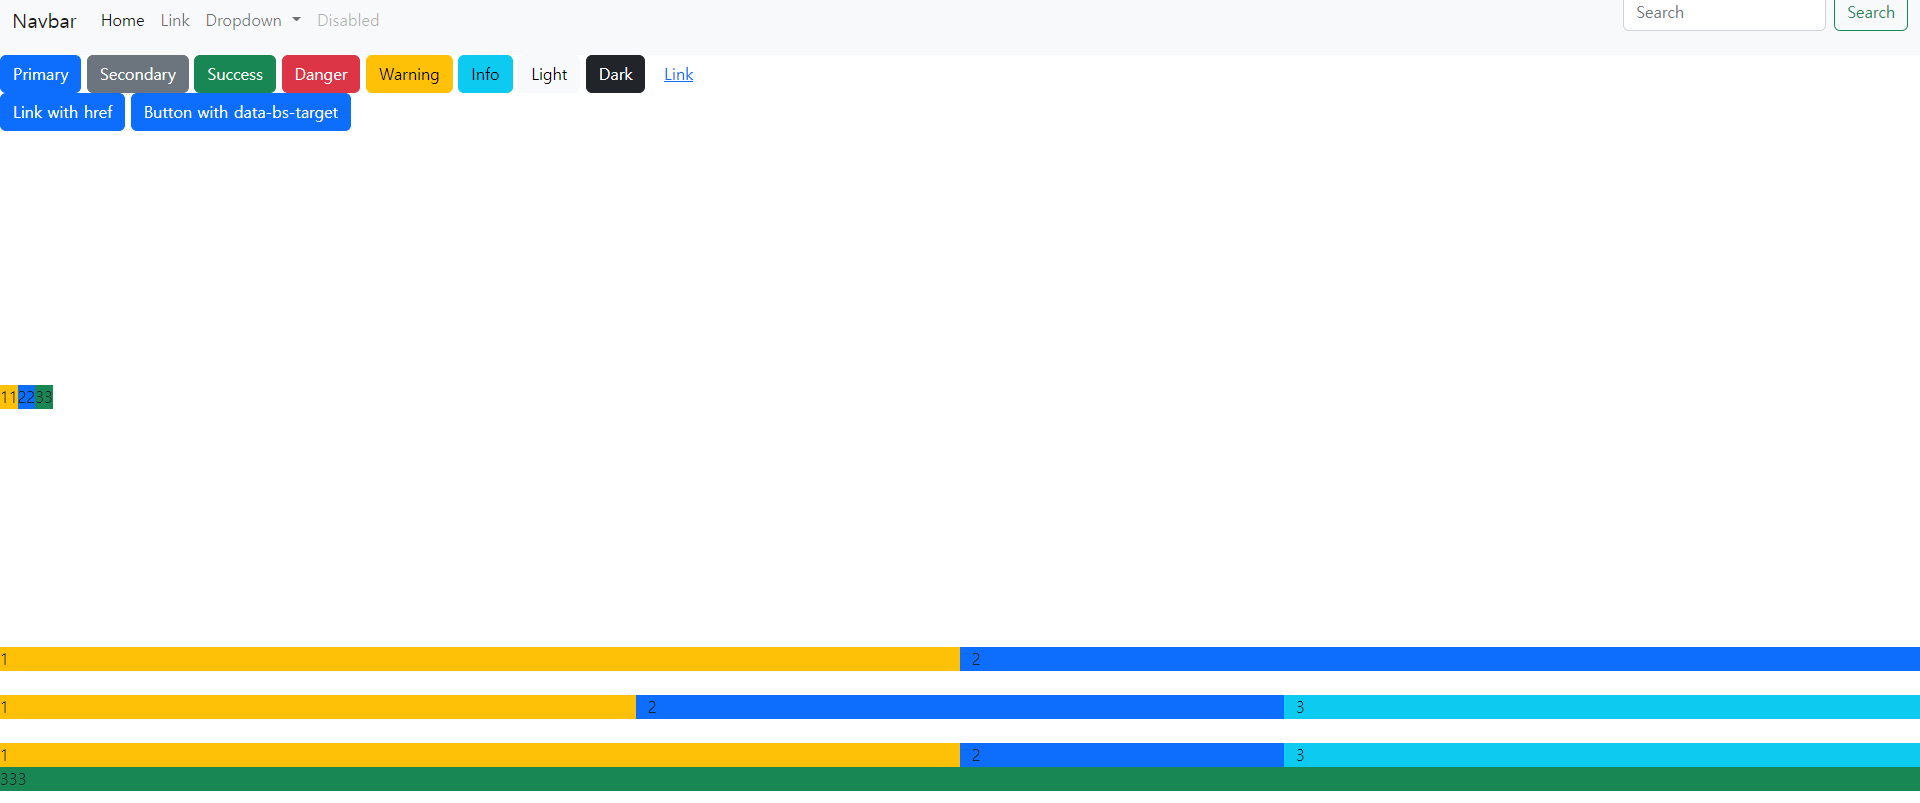 Navbar Home Link Dropdown Disabled Search Search
Primary Secondary Success Danger Warning Info Light Dark Link
Link with href Button with data-bs-target
112233
1 2
1 2 3
1 2 3
333